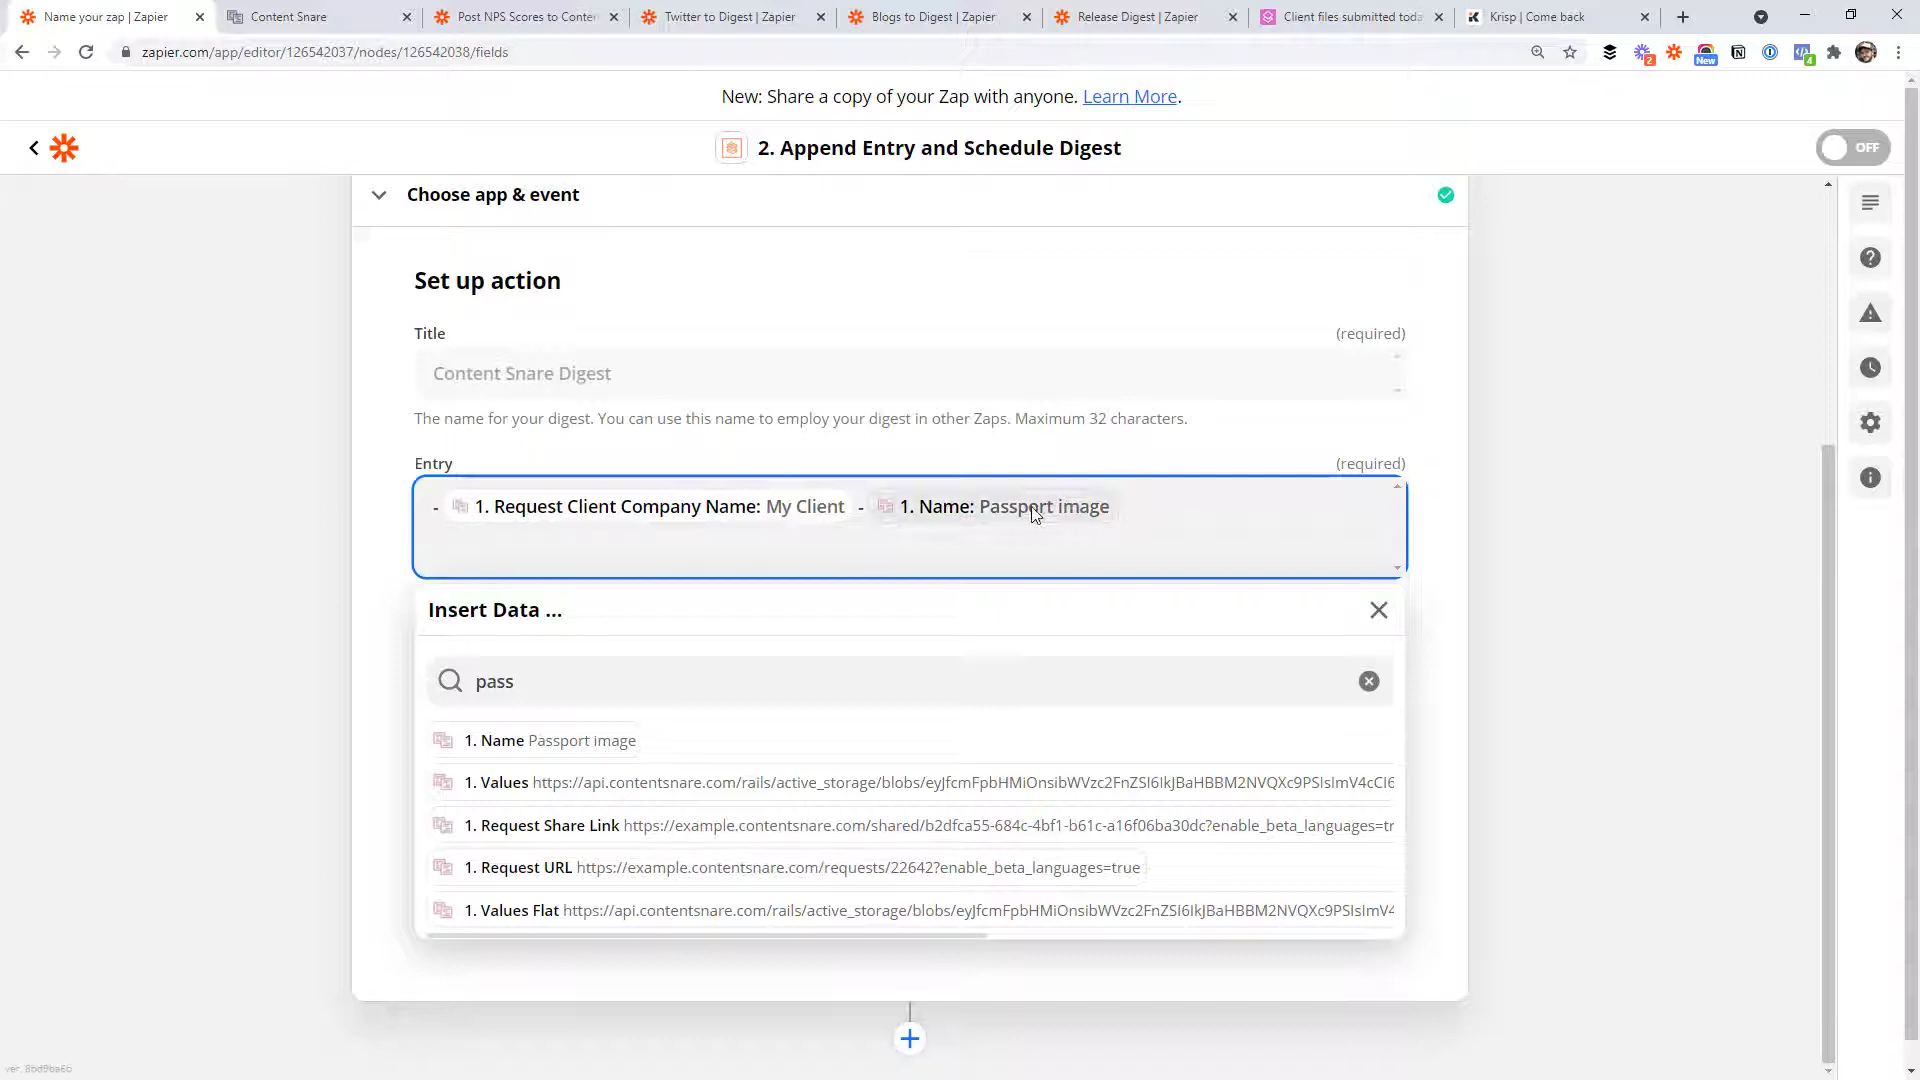 Name your zap | Zapier
Content Snare
Post NPS Scores to Conter
Twitter to Digest | Zapier
Blogs to Digest | Zapier
Release Digest | Zapier
Client files submitted toda
Krisp | Come back
zapier.com/app/editor/126542037/nodes/126542038/fields
2
New
4
New: Share a copy of your Zap with anyone. Learn More.
2. Append Entry and Schedule Digest
OFF
Choose app & event
Set up action
Title (required)
Content Snare Digest
The name for your digest. You can use this name to employ your digest in other Zaps. Maximum 32 characters.
Entry (required)
- 1. Request Client Company Name: My Client - 1. Name: Passport image
Insert Data ...
pass
1. Name Passport image
1. Values https://api.contentsnare.com/rails/active_storage/blobs/eyJfcmFpbHMiOnsibWVzc2FnZSI6IkJBaHBBM2NVQXc9PSIsImV4cCI6
1. Request Share Link https://example.contentsnare.com/shared/b2dfca55-684c-4bf1-b61c-a16f06ba30dc?enable_beta_languages=tr
1. Request URL https://example.contentsnare.com/requests/22642?enable_beta_languages=true
1. Values Flat https://api.contentsnare.com/rails/active_storage/blobs/eyJfcmFpbHMiOnsibWVzc2FnZSI6IkJBaHBBM2NVQXc9PSIsImV4